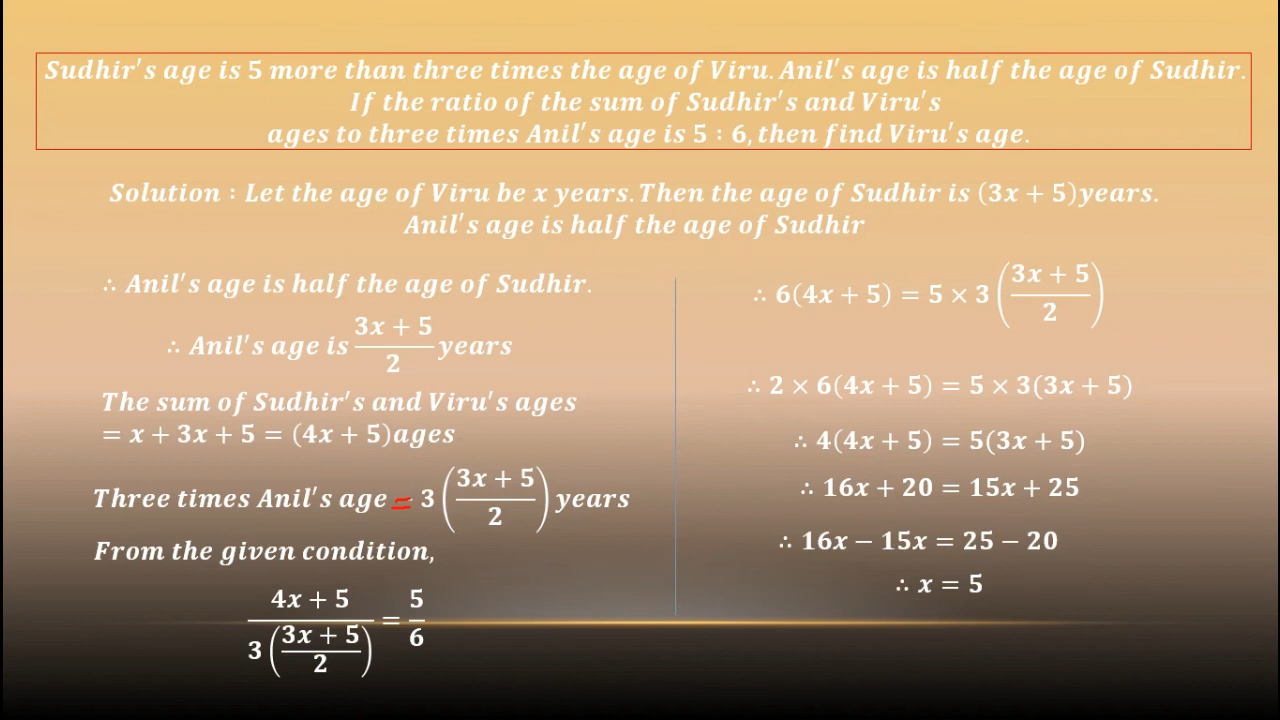 Sudhir's age is 5 more than three times the age of Viru. Anil's age is half the age of Sudhir.
If the ratio of the sum of Sudhir's and Viru's
ages to three times Anil's age is 5 : 6, then find Viru's age.
Solution : Let the age of Viru be x years. Then the age of Sudhir is (3x + 5)years.
Anil's age is half the age of Sudhir
∴ Anil's age is half the age of Sudhir.
∴ Anil's age is (3x + 5)/2 years
The sum of Sudhir's and Viru's ages
= x + 3x + 5 = (4x + 5)ages
Three times Anil's age = 3((3x + 5)/2) years
From the given condition,
(4x + 5)/(3((3x + 5)/2)) = 5/6
∴ 6(4x + 5) = 5 × 3((3x + 5)/2)
∴ 2 × 6(4x + 5) = 5 × 3(3x + 5)
∴ 4(4x + 5) = 5(3x + 5)
∴ 16x + 20 = 15x + 25
∴ 16x − 15x = 25 − 20
∴ x = 5